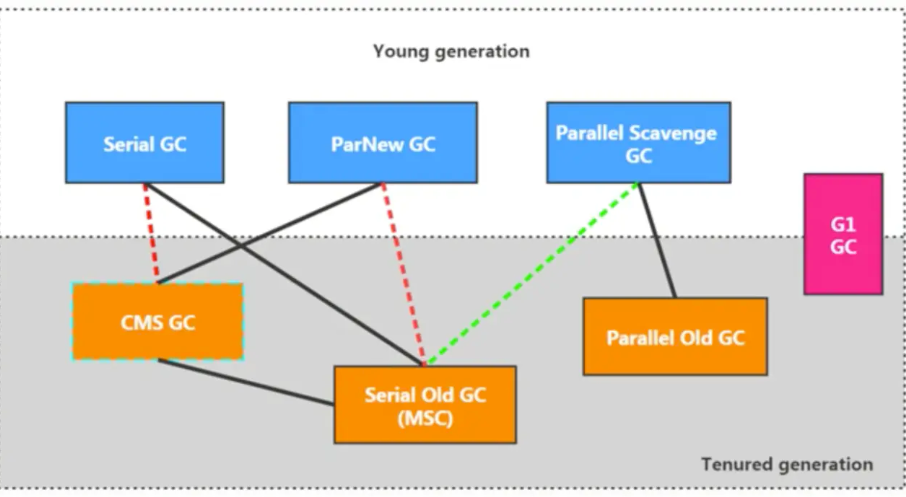 Young generation
Serial GC
ParNew GC
Parallel Scavenge
GC
G1
GC
CMS GC
Parallel Old GC
Serial Old GC
(MSC)
Tenured generation